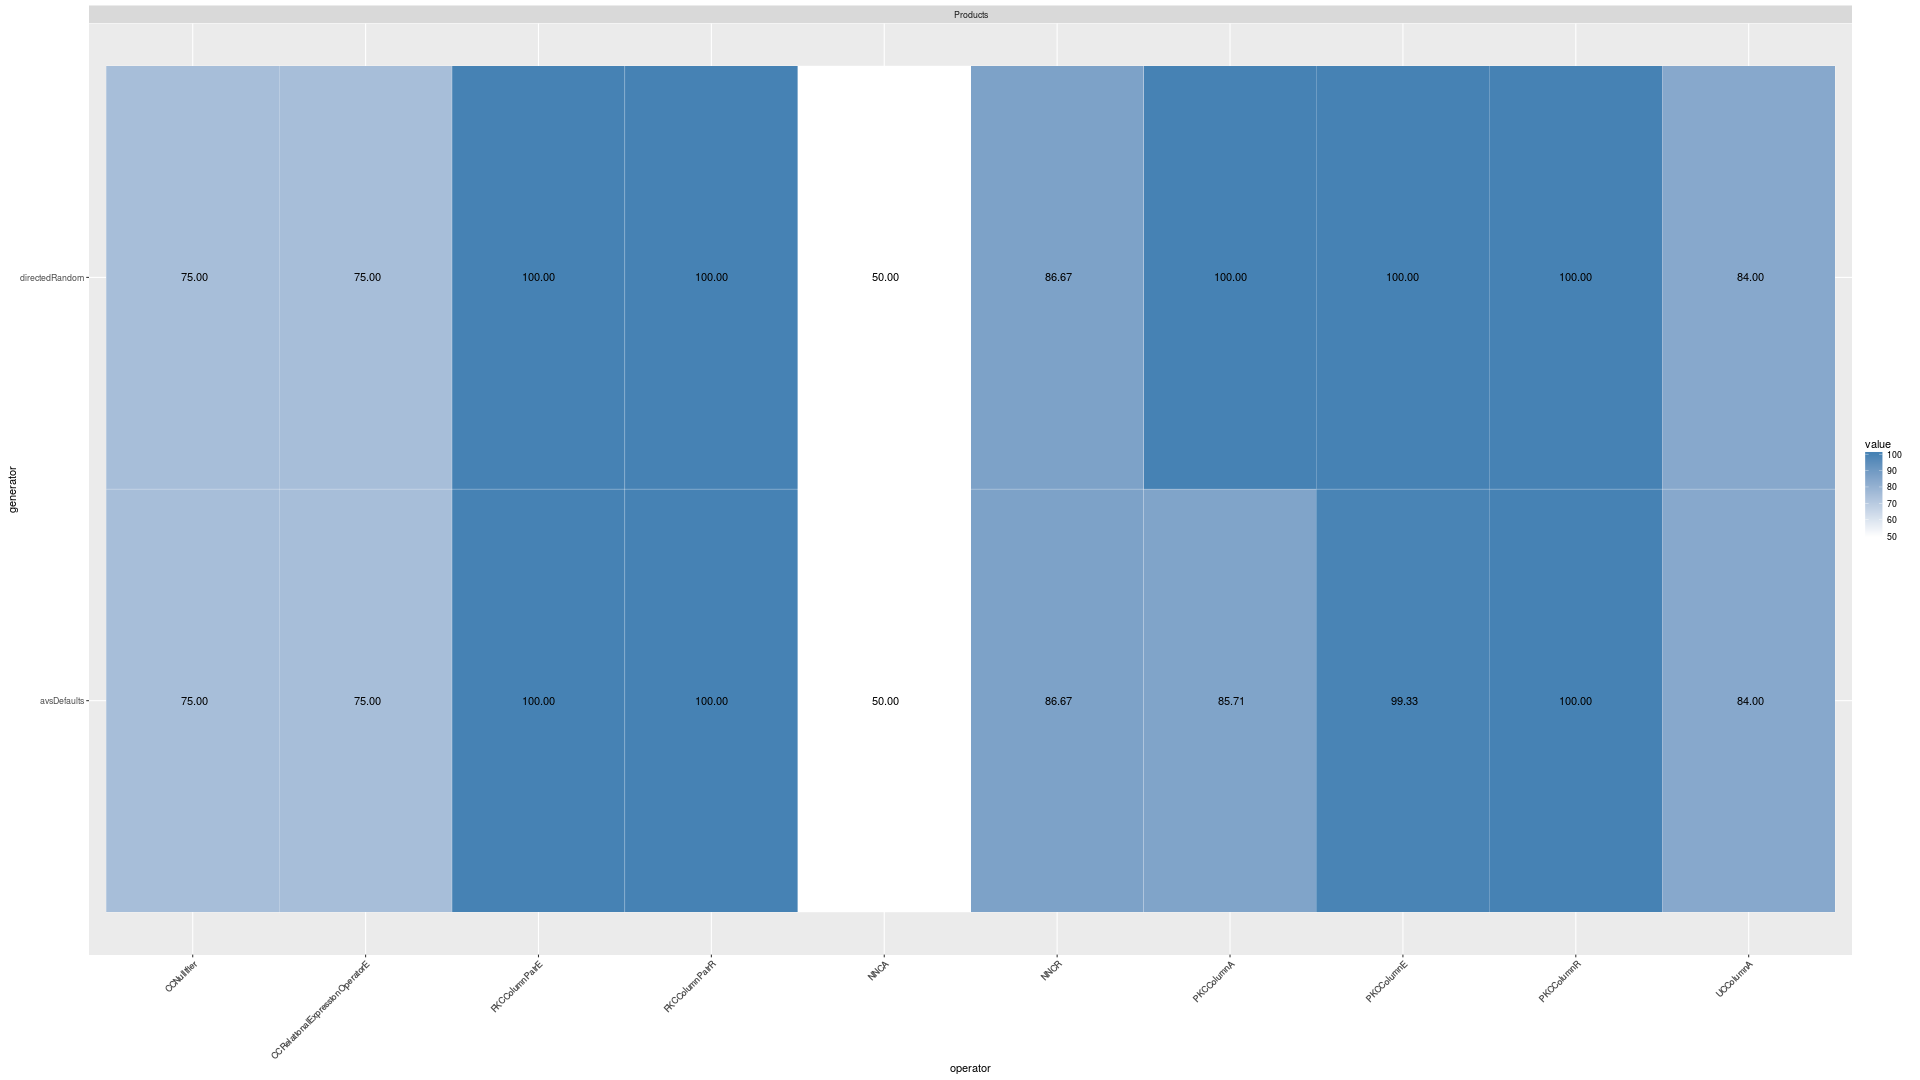 Products
directedRandom
75.00 75.00 100.00 100.00 50.00 86.67 100.00 100.00 100.00 84.00
avsDefaults
75.00 75.00 100.00 100.00 50.00 86.67 85.71 99.33 100.00 84.00
generator
CCNullifier
CCRelationalExpressionOperatorE
FKCColumnPairE
FKCColumnPairR
NNCA
NNCR
PKCColumnA
PKCColumnE
PKCColumnR
UCColumnA
operator
value
100
90
80
70
60
50